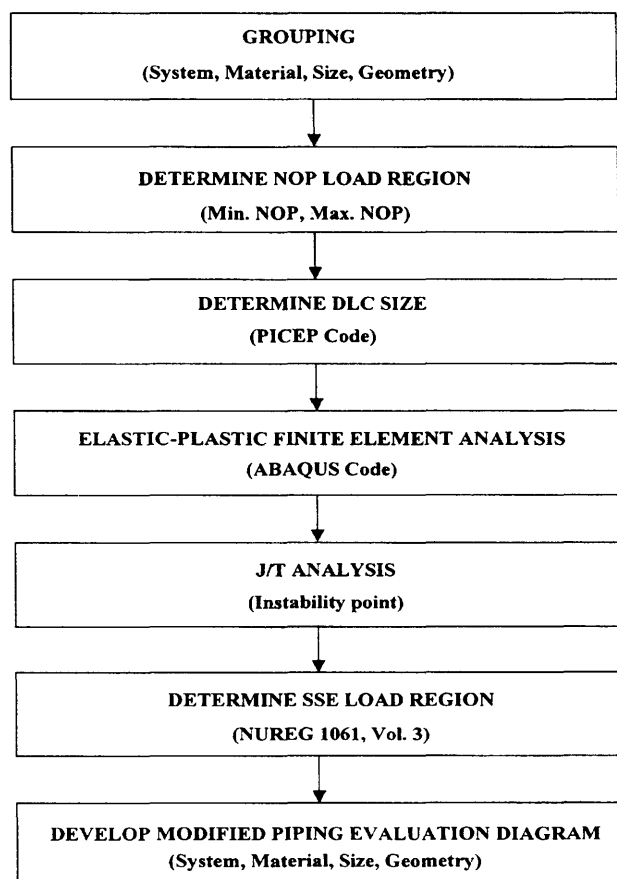 GROUPING
(System, Material, Size, Geometry)
DETERMINE NOP LOAD REGION
(Min. NOP, Max. NOP)
DETERMINE DLC SIZE
(PICEP Code)
ELASTIC-PLASTIC FINITE ELEMENT ANALYSIS
(ABAQUS Code)
J/T ANALYSIS
(Instability point)
DETERMINE SSE LOAD REGION
(NUREG 1061, Vol. 3)
DEVELOP MODIFIED PIPING EVALUATION DIAGRAM
(System, Material, Size, Geometry)